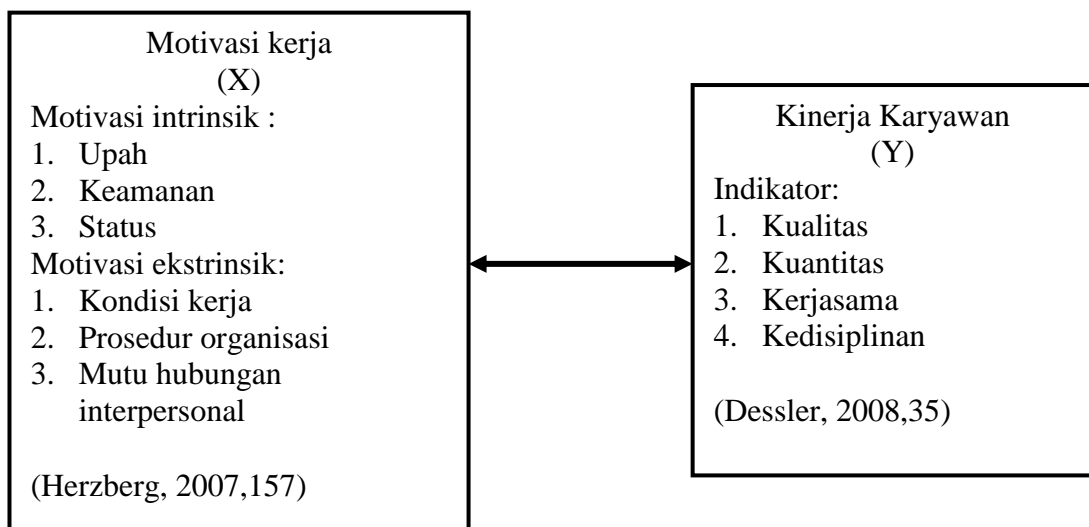 Motivasi kerja
(X)
Motivasi intrinsik :
1. Upah
2. Keamanan
3. Status
Motivasi ekstrinsik:
1. Kondisi kerja
2. Prosedur organisasi
3. Mutu hubungan
interpersonal
(Herzberg, 2007,157)
Kinerja Karyawan
(Y)
Indikator:
1. Kualitas
2. Kuantitas
3. Kerjasama
4. Kedisiplinan
(Dessler, 2008,35)